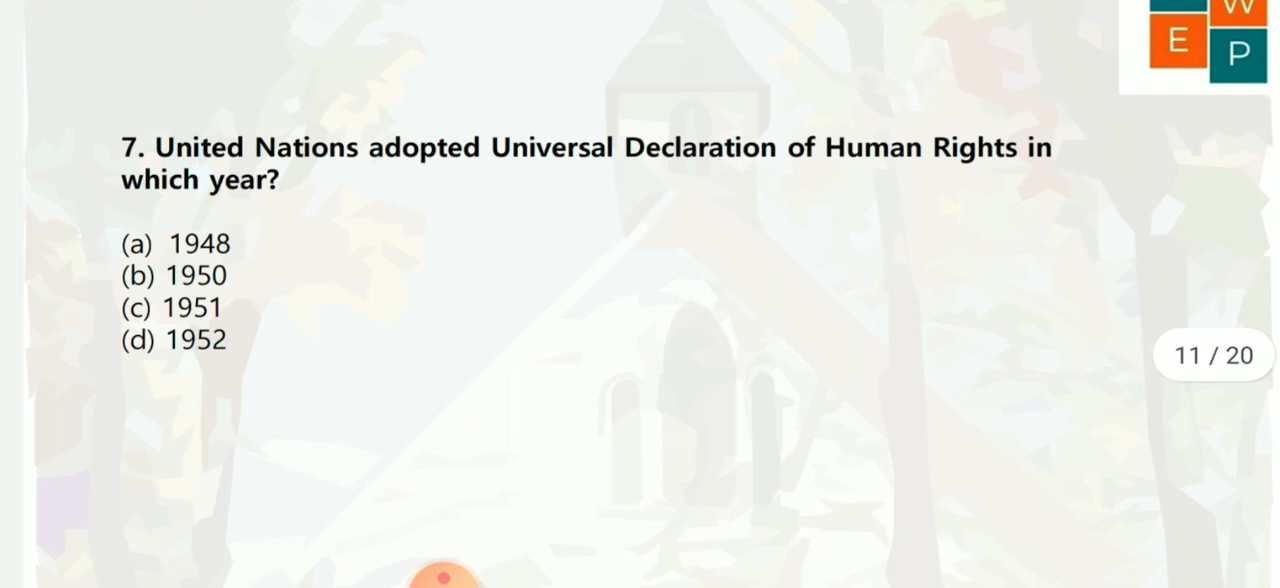 W
E
P
7. United Nations adopted Universal Declaration of Human Rights in
which year?
(a) 1948
(b) 1950
(c) 1951
(d) 1952
11 / 20